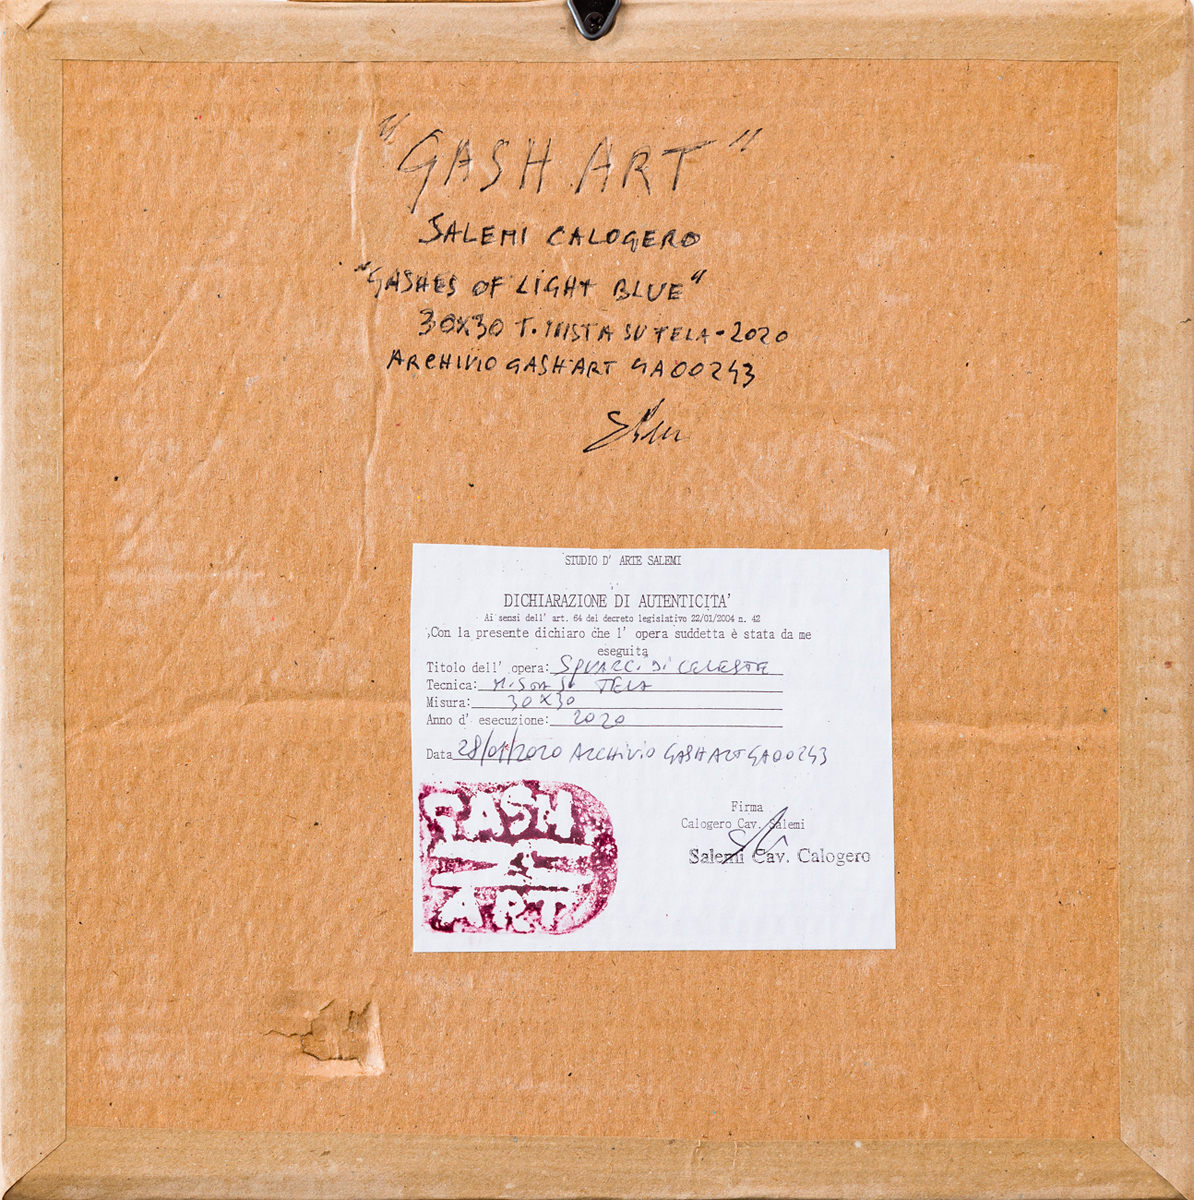 "GASH ART"
SALEMI CALOGERO
"GASHES OF LIGHT BLUE"
30X30 T. MISTA SU TELA-2020
ARCHIVIO GASH ART GA00243
STUDIO D' ARTE SALEMI
DICHIARAZIONE DI AUTENTICITA'
Ai sensi dell' art. 64 del decreto legislativo 22/01/2004 n. 42
Con la presente dichiaro che l' opera suddetta è stata da me
eseguita
Titolo dell' opera: SQUARCI DI CELESTE
Tecnica: MISTA SU TELA
Misura: 30X30
Anno d' esecuzione: 2020
Data 28/01/2020 ARCHIVIO GASH ART GA00243
GASH
ART
Firma
Calogero Cav. Salemi
Salemi Cav. Calogero